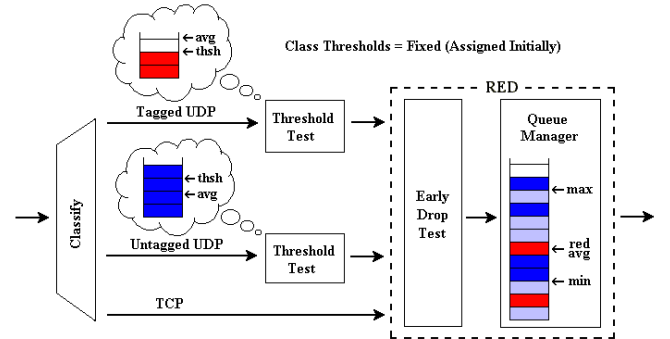 avg
thsh
Class Thresholds = Fixed (Assigned Initially)
RED
Tagged UDP
Threshold
Test
Queue
Manager
thsh
avg
max
Classify
Early
Drop
Test
Untagged UDP
Threshold
Test
red
avg
min
TCP